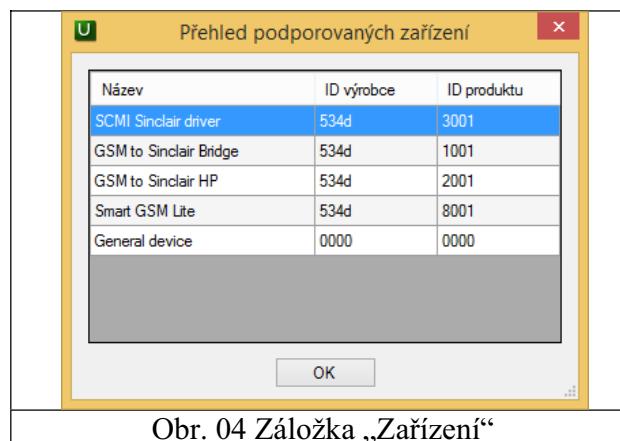 U Přehled podporovaných zařízení ×
Název ID výrobce ID produktu
SCMI Sinclair driver 534d 3001
GSM to Sinclair Bridge 534d 1001
GSM to Sinclair HP 534d 2001
Smart GSM Lite 534d 8001
General device 0000 0000
OK
Obr. 04 Záložka „Zařízení“